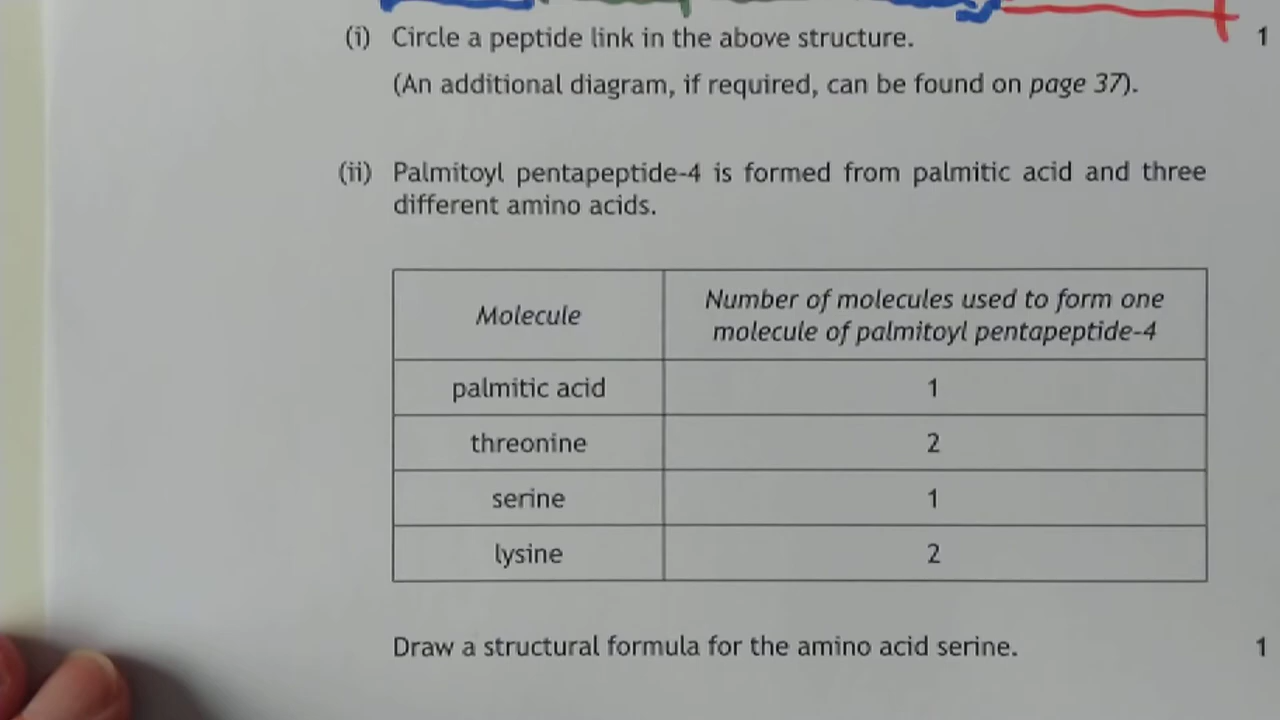 (i) Circle a peptide link in the above structure. 1
(An additional diagram, if required, can be found on page 37).
(ii) Palmitoyl pentapeptide-4 is formed from palmitic acid and three
different amino acids.
Molecule
Number of molecules used to form one
molecule of palmitoyl pentapeptide-4
palmitic acid 1
threonine 2
serine 1
lysine 2
Draw a structural formula for the amino acid serine. 1